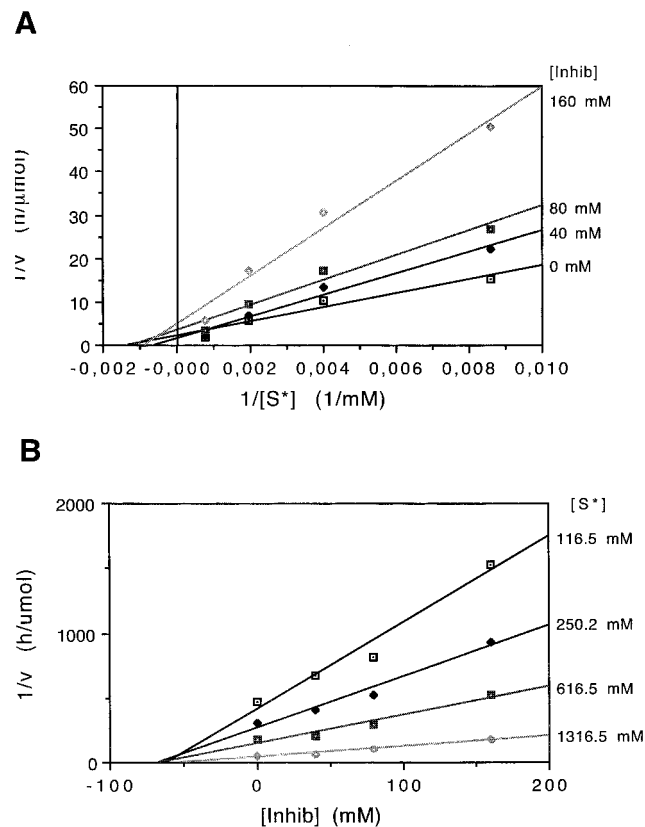 A
[Inhib]
60
160 mM
50
40
80 mM
30
40 mM
20
0 mM
10
0
-0,002 -0,000 0,002 0,004 0,006 0,008 0,010
1/[S*] (1/mM)
B
2000
[S*]
116.5 mM
1/v (h/umol)
1000
250.2 mM
616.5 mM
1316.5 mM
0
-100 0 100 200
[Inhib] (mM)